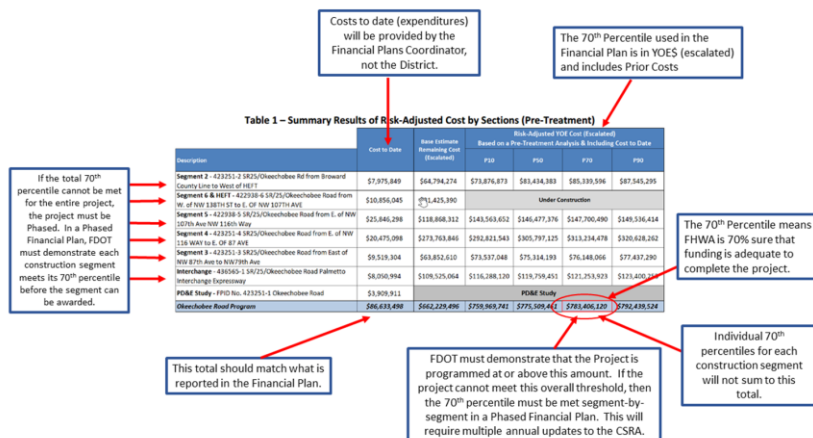 Costs to date (expenditures)
will be provided by the
Financial Plans Coordinator,
not the District.
The 70th Percentile used in the
Financial Plan is in YOE$ (escalated)
and includes Prior Costs
Table 1 – Summary Results of Risk-Adjusted Cost by Sections (Pre-Treatment)
Description
Cost to Date
Base Estimate
Remaining Cost
(Escalated)
Risk-Adjusted YOE Cost (Escalated)
Based on a Pre-Treatment Analysis & Including Cost to Date
P10 P50 P70 P90
Segment 2 - 423251-2 SR25/Okeechobee Rd from Broward
County Line to West of HEFT
$7,975,849 $64,794,274 $73,876,873 $83,434,383 $85,339,596 $87,545,295
Segment 6 & HEFT - 422938-6 SR/25/Okeechobee Road from
W. of NW 138TH ST to E. OF NW 107TH AVE
$10,856,045 1,425,390 Under Construction
Segment 5 - 422938-5 SR/25/Okeechobee Road from E. of NW
107th Ave NW 116th Way
$25,846,298 $118,868,312 $143,563,652 $146,477,376 $147,700,490 $149,536,414
Segment 4 - 423251-4 SR/25/Okeechobee Road from E. of NW
116 WAY to E. OF 87 AVE
$20,475,098 $273,763,846 $292,821,543 $305,797,125 $313,234,478 $320,628,262
Segment 3 - 423251-3 SR/25/Okeechobee Road from East of
NW 87th Ave to NW79th Ave
$9,519,304 $63,852,610 $73,537,048 $75,314,193 $76,148,066 $77,437,290
Interchange - 436565-1 SR/25/Okeechobee Road Palmetto
Interchange Expressway
$8,050,994 $109,525,064 $116,288,120 $119,759,451 $121,253,923
PD&E Study - FPID No. 423251-1 Okeechobee Road
$3,909,911 PD&E Study
Okeechobee Road Program $86,633,498 $662,229,496 $759,969,741 $783,406,120 $792,439,524
If the total 70th
percentile cannot be met
for the entire project,
the project must be
Phased. In a Phased
Financial Plan, FDOT
must demonstrate each
construction segment
meets its 70th percentile
before the segment can
be awarded.
The 70th Percentile means
FHWA is 70% sure that
funding is adequate to
complete the project.
This total should match what is
reported in the Financial Plan.
FDOT must demonstrate that the Project is
programmed at or above this amount. If the
project cannot meet this overall threshold, then
the 70th percentile must be met segment-by-
segment in a Phased Financial Plan. This will
require multiple annual updates to the CSRA.
Individual 70th
percentiles for each
construction segment
will not sum to this
total.